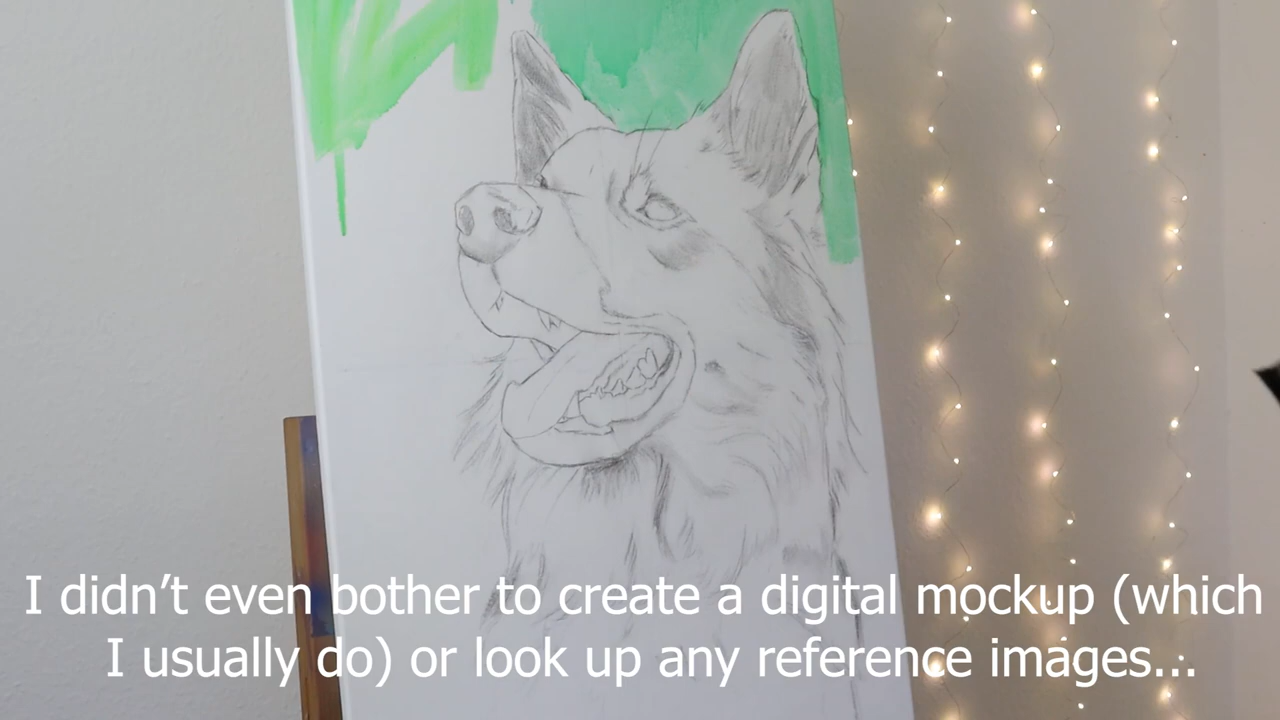 I didn’t even bother to create a digital mockup (which
I usually do) or look up any reference images...